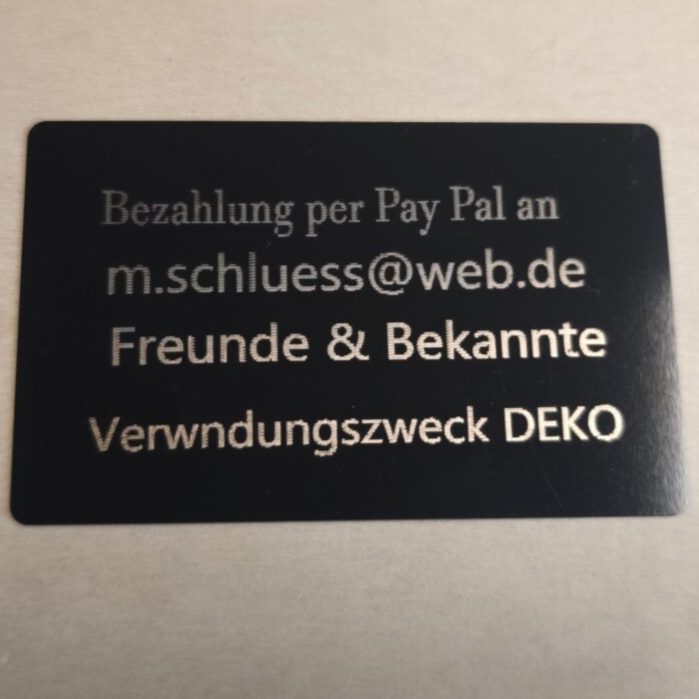 Bezahlung per Pay Pal an
m.schluess@web.de
Freunde & Bekannte
Verwndungszweck DEKO